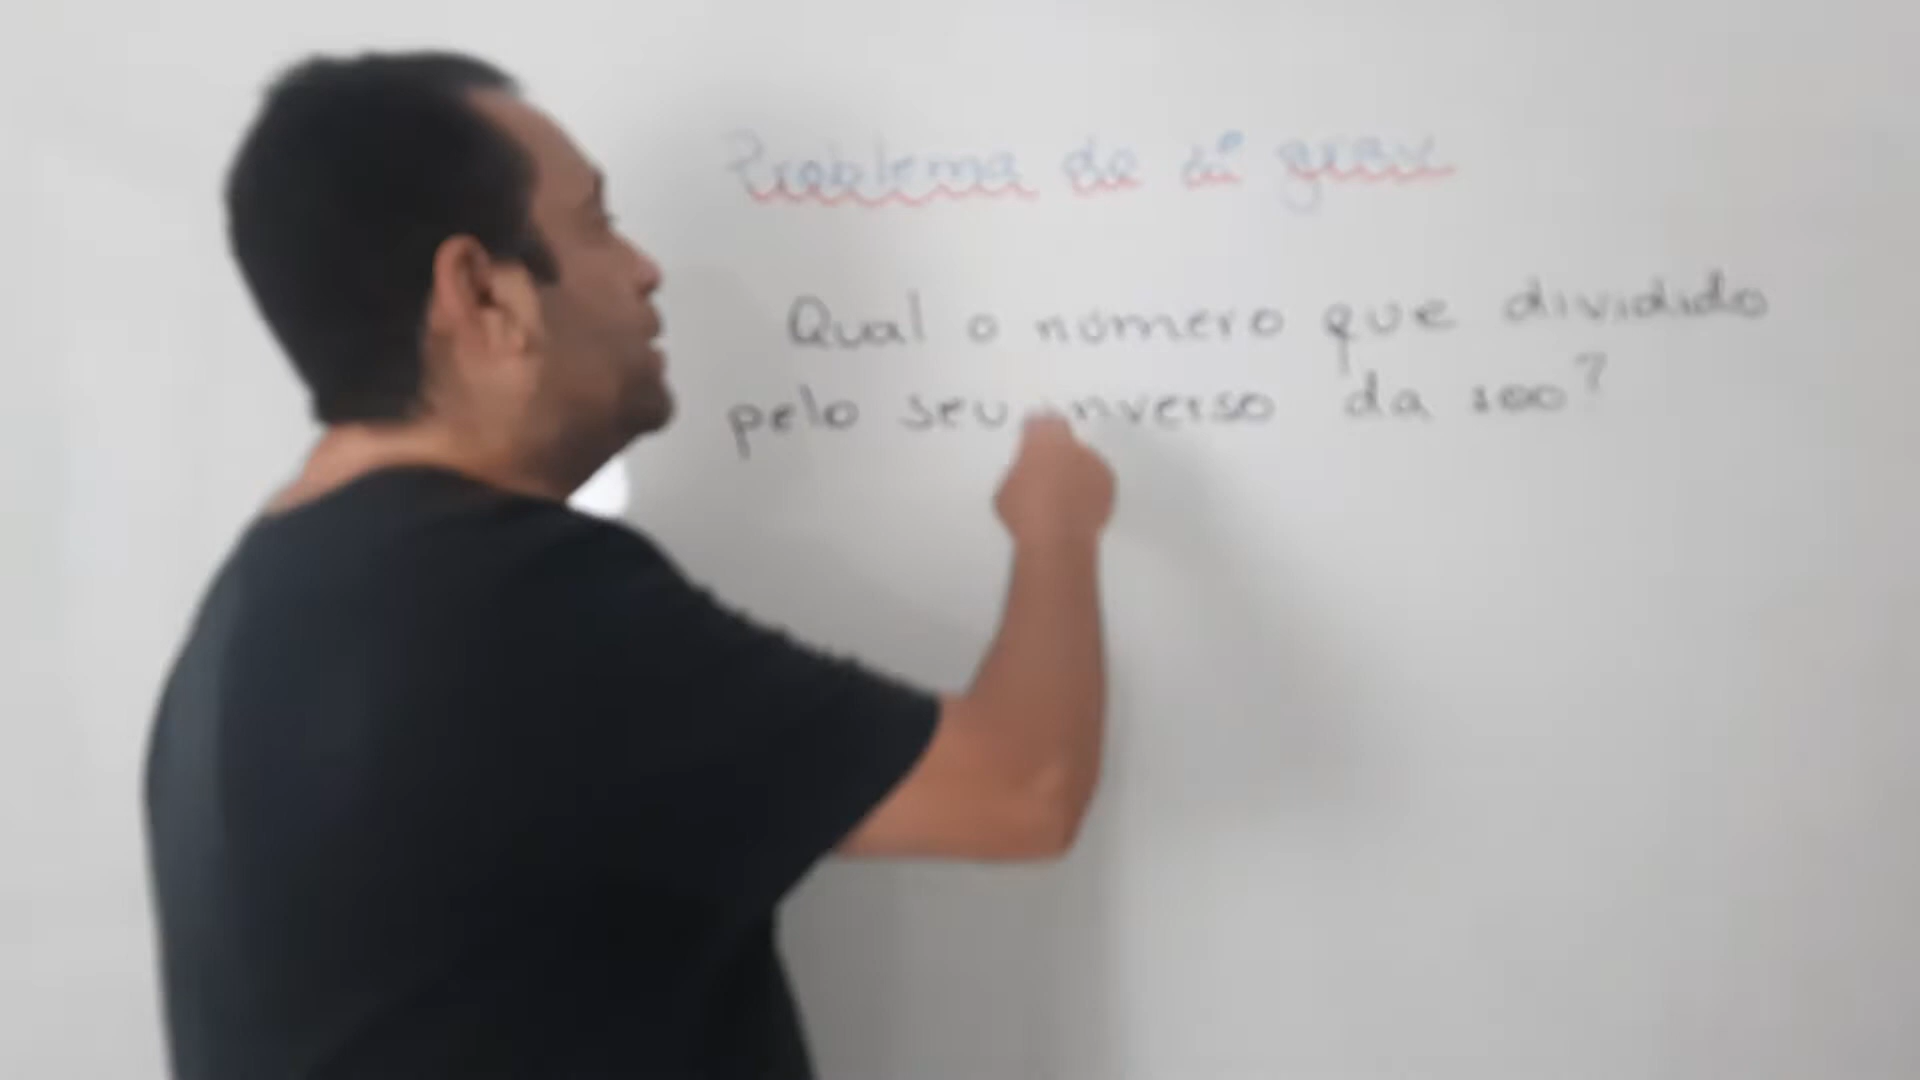 Problema de 2º grau
Qual o número que dividido
pelo seu inverso da 100?